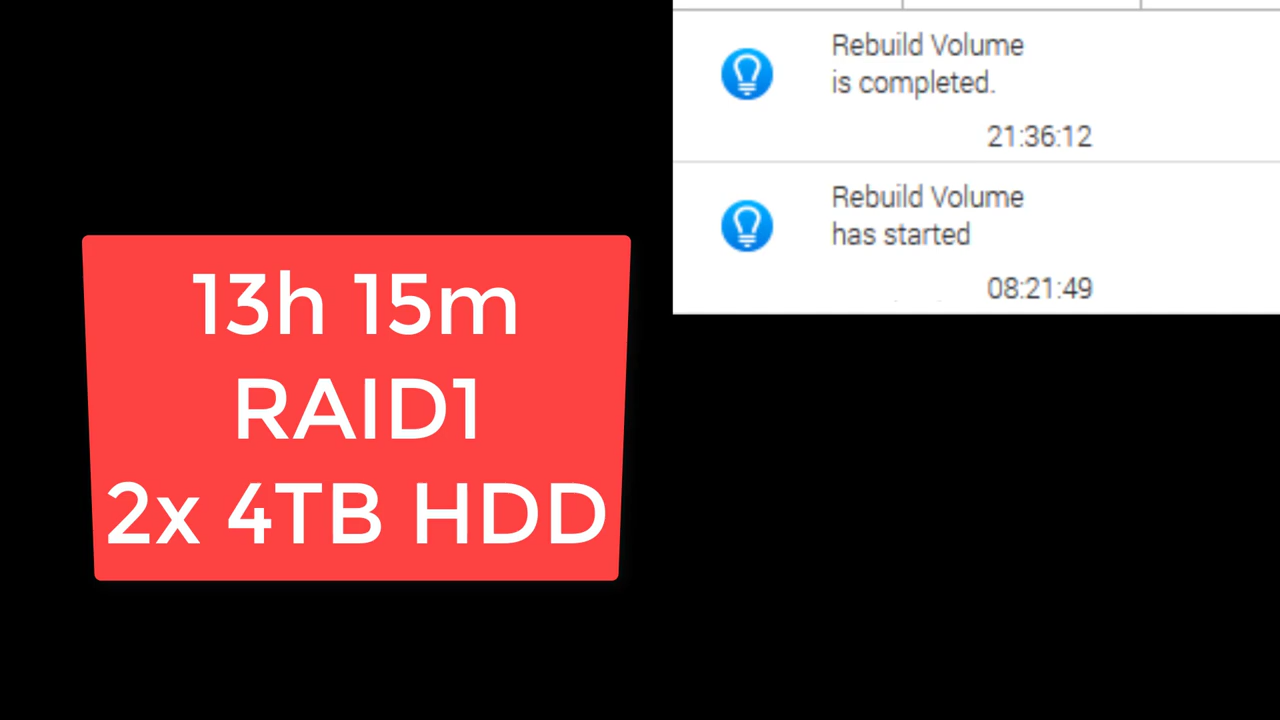 Rebuild Volume
is completed.
21:36:12
Rebuild Volume
has started
08:21:49
13h 15m
RAID1
2x 4TB HDD